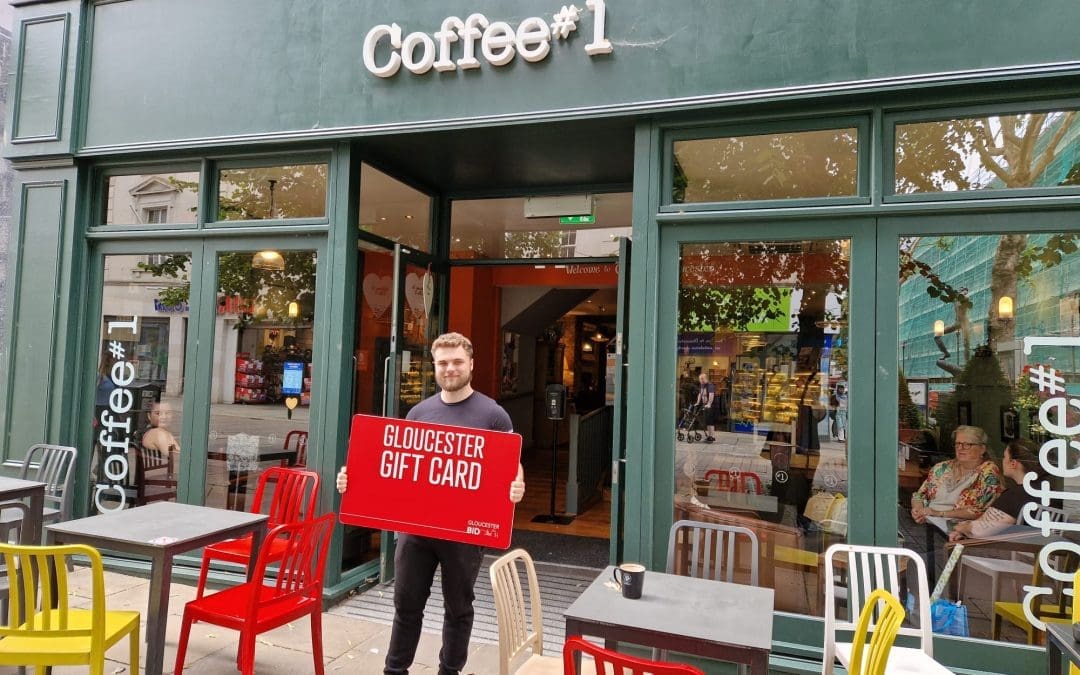 Coffee#1
Welcome to
Coffee#1
GLOUCESTER
GIFT CARD
GLOUCESTER
BID
Coffee#1